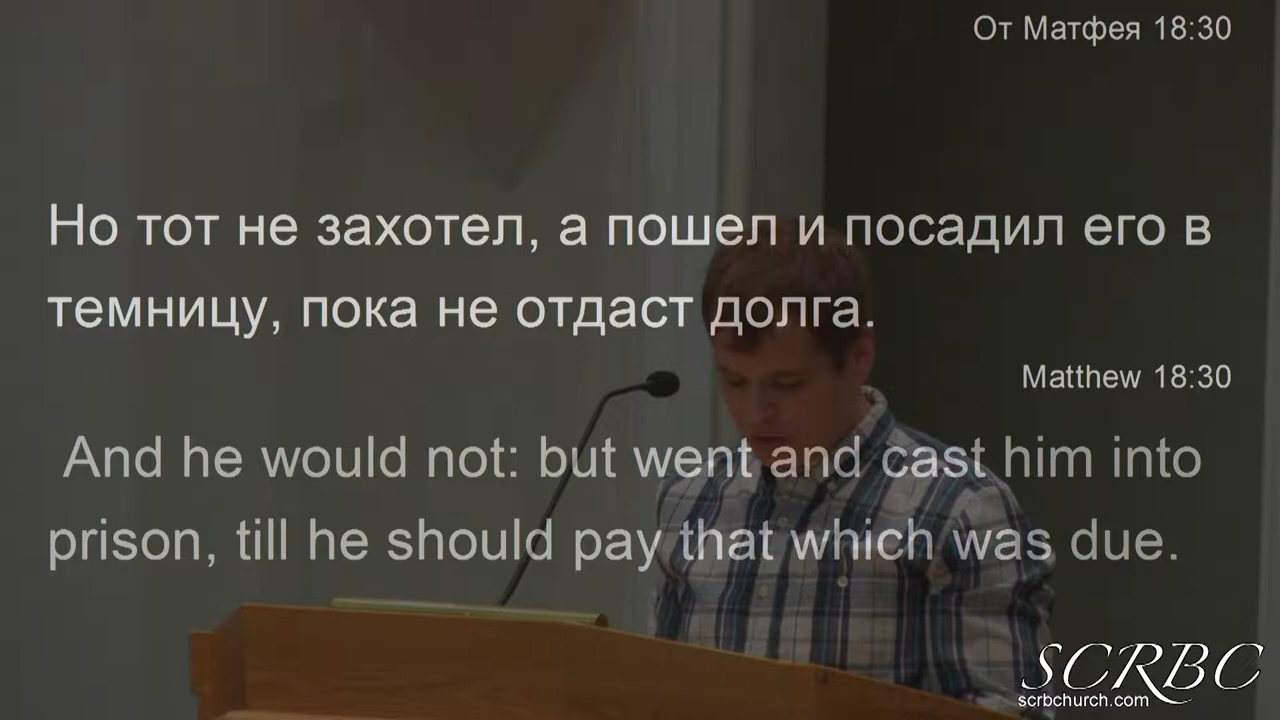 От Матфея 18:30
Но тот не захотел, а пошел и посадил его в
темницу, пока не отдаст долга.
Matthew 18:30
And he would not: but went and cast him into
prison, till he should pay that which was due.
SCRBC
scrbchurch.com